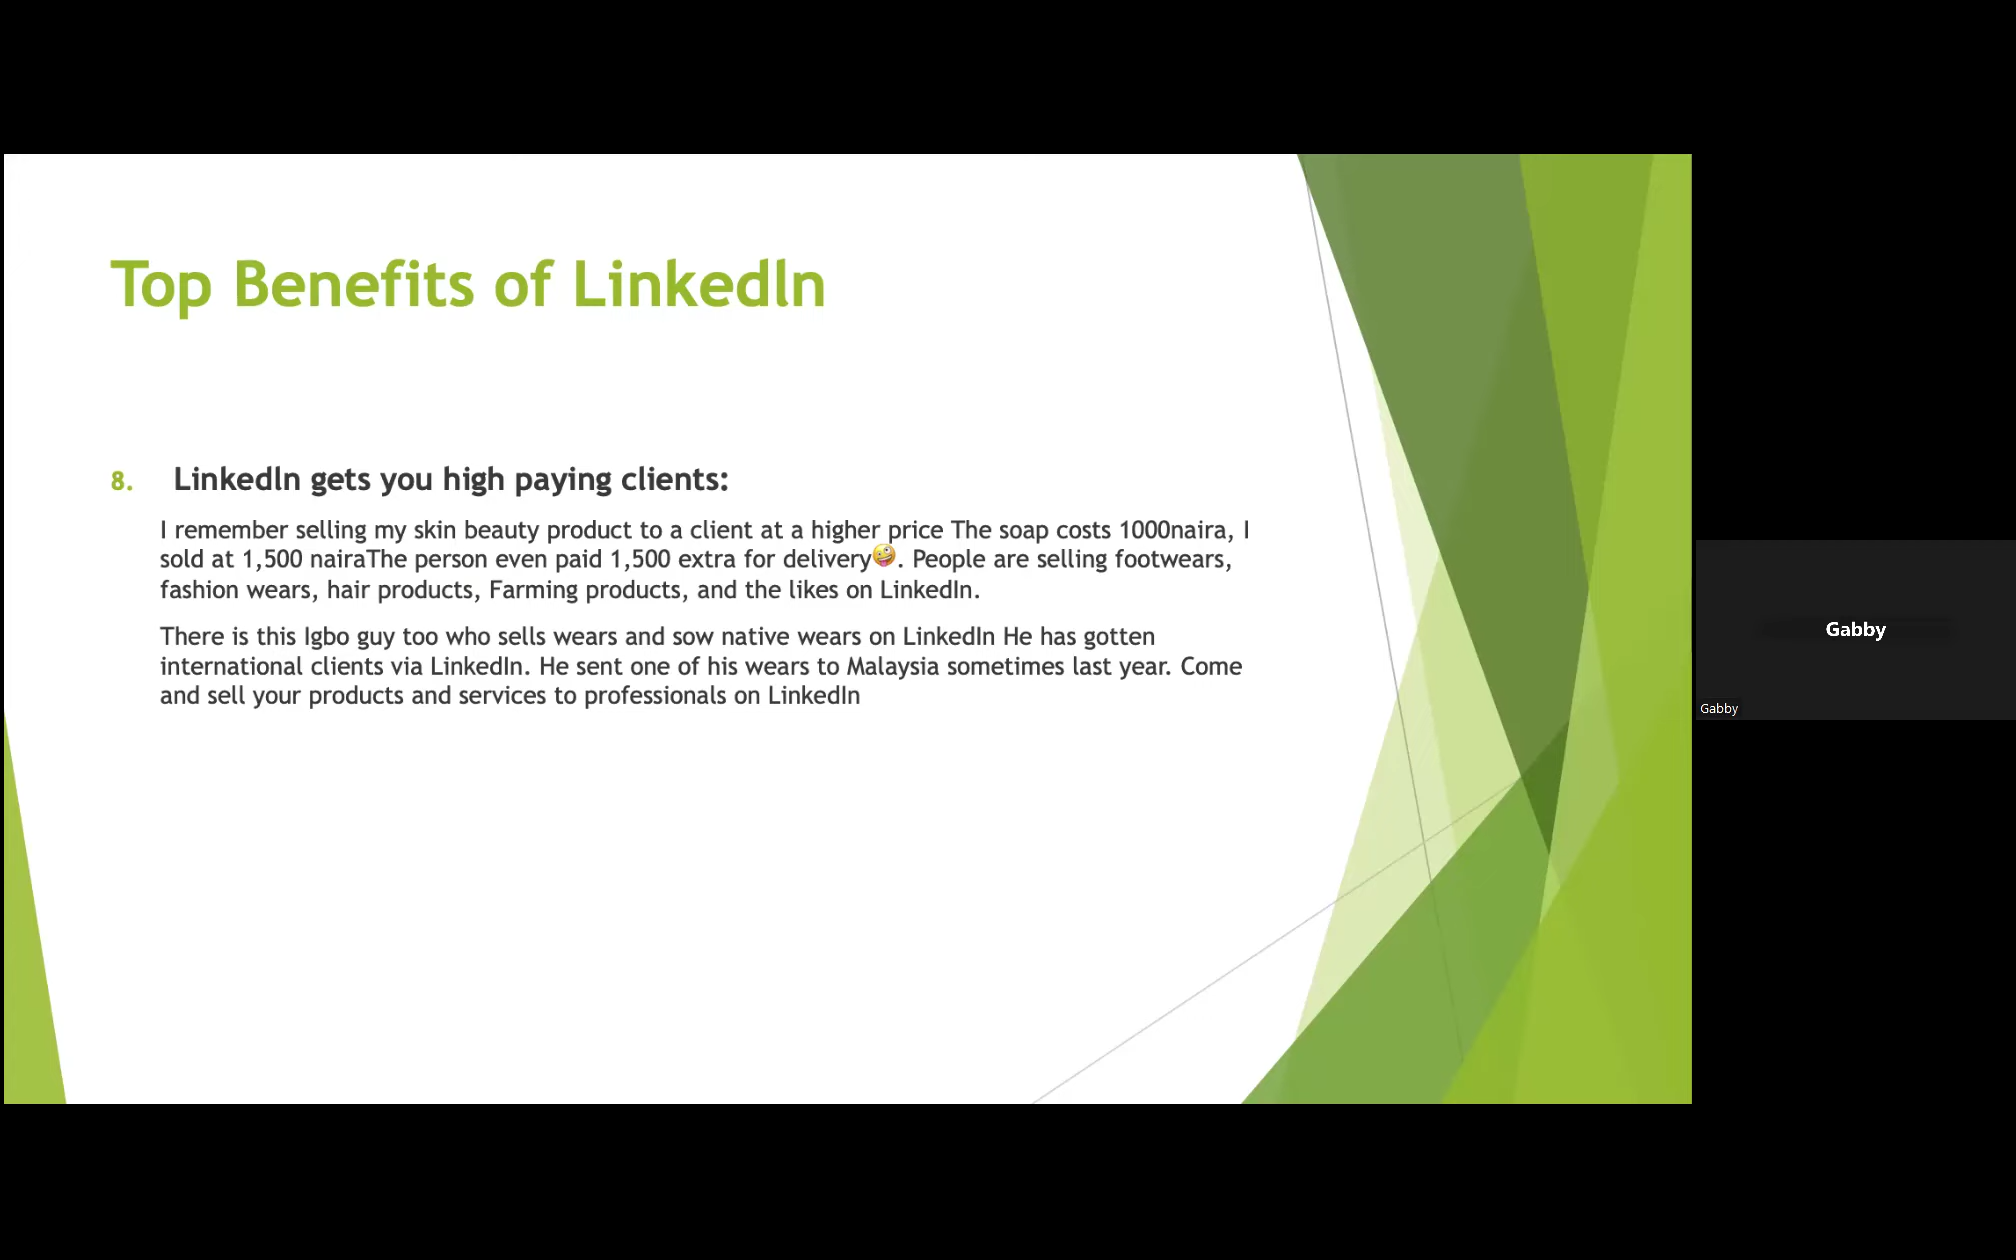 Top Benefits of LinkedIn
8. LinkedIn gets you high paying clients:
I remember selling my skin beauty product to a client at a higher price The soap costs 1000naira, I
sold at 1,500 nairaThe person even paid 1,500 extra for delivery🤪. People are selling footwears,
fashion wears, hair products, Farming products, and the likes on LinkedIn.
There is this Igbo guy too who sells wears and sow native wears on LinkedIn He has gotten
international clients via LinkedIn. He sent one of his wears to Malaysia sometimes last year. Come
and sell your products and services to professionals on LinkedIn
Gabby
Gabby